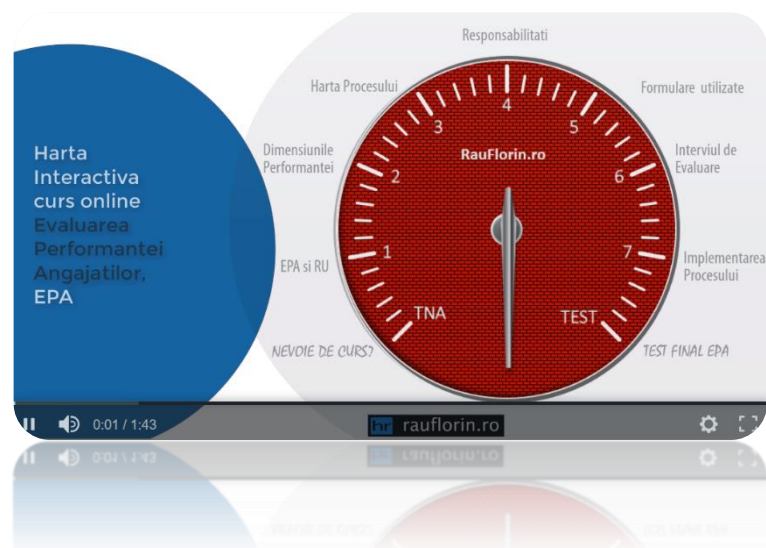 Harta
Interactiva
curs online
Evaluarea
Performantei
Angajatilor,
EPA
Responsabilitati
Harta Procesului
Formulare utilizate
Dimensiunile
Performantei
Interviul de
Evaluare
EPA si RU
Implementarea
Procesului
NEVOIE DE CURS?
TEST FINAL EPA
RauFlorin.ro
TNA
1
2
3
4
5
6
7
TEST
0:01 / 1:43
hr rauflorin.ro